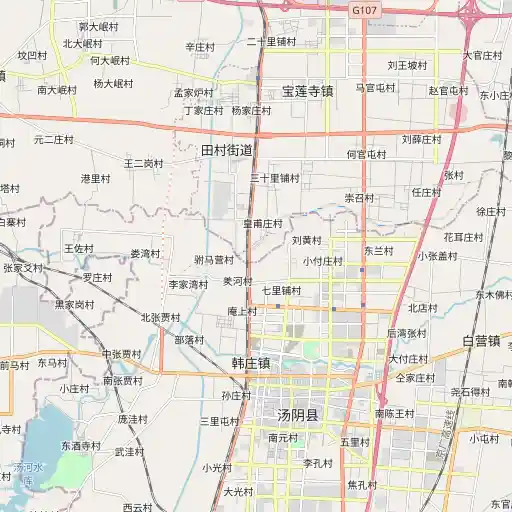 郭大岷村
G107
坟凹村
北大岷村
辛庄村
二十里铺村
大官庄村
何大岷村
刘王坡村
镇
南大岷村
杨大岷村
孟家炉村
宝莲寺镇
马官屯村
赵官屯村
东小庄村
丁家庄村
杨家庄村
元二庄村
田村街道
刘薛庄村
何官屯村
王二岗村
港里村
三十里铺村
张村
塔村
崇召村
任庄村
徐庄村
白寨村
皇甫庄村
王佐村
娄湾村
刘黄村
东兰村
花耳庄村
驸马营村
小付庄村
小张盖村
张家爻村
罗庄村
李家湾村
羑河村
七里铺村
东木佛村
黑家岗村
北张贾村
庵上村
北店村
部落村
后湾张村
白营镇
前马村
东马村
中张贾村
韩庄镇
大付庄村
南张贾村
仝家庄村
小庄村
孙庄村
尧石得村
汤阴县
南陈王村
庞洼村
三里屯村
礼寺村
东酒寺村
南元村
五里村
小屯村
武洼村
汤河水库
小光村
李孔村
西云村
大光村
焦孔村